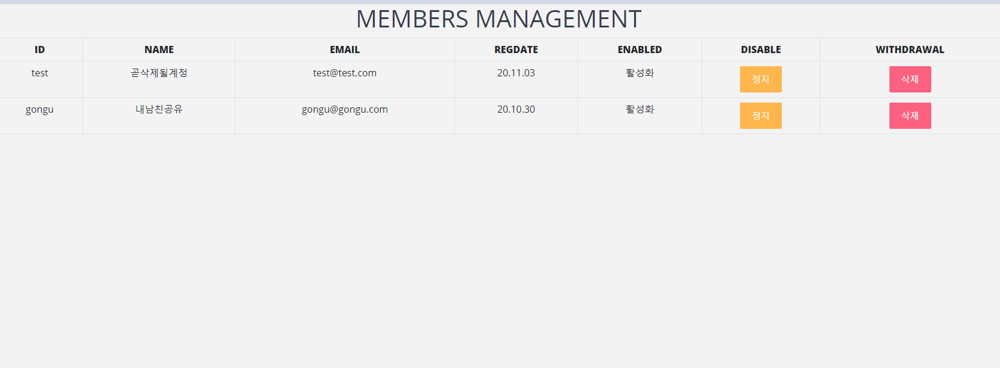 MEMBERS MANAGEMENT
ID NAME EMAIL REGDATE ENABLED DISABLE WITHDRAWAL
test 곧삭제될계정 test@test.com 20.11.03 활성화 정지 삭제
gongu 내남친공유 gongu@gongu.com 20.10.30 활성화 정지 삭제